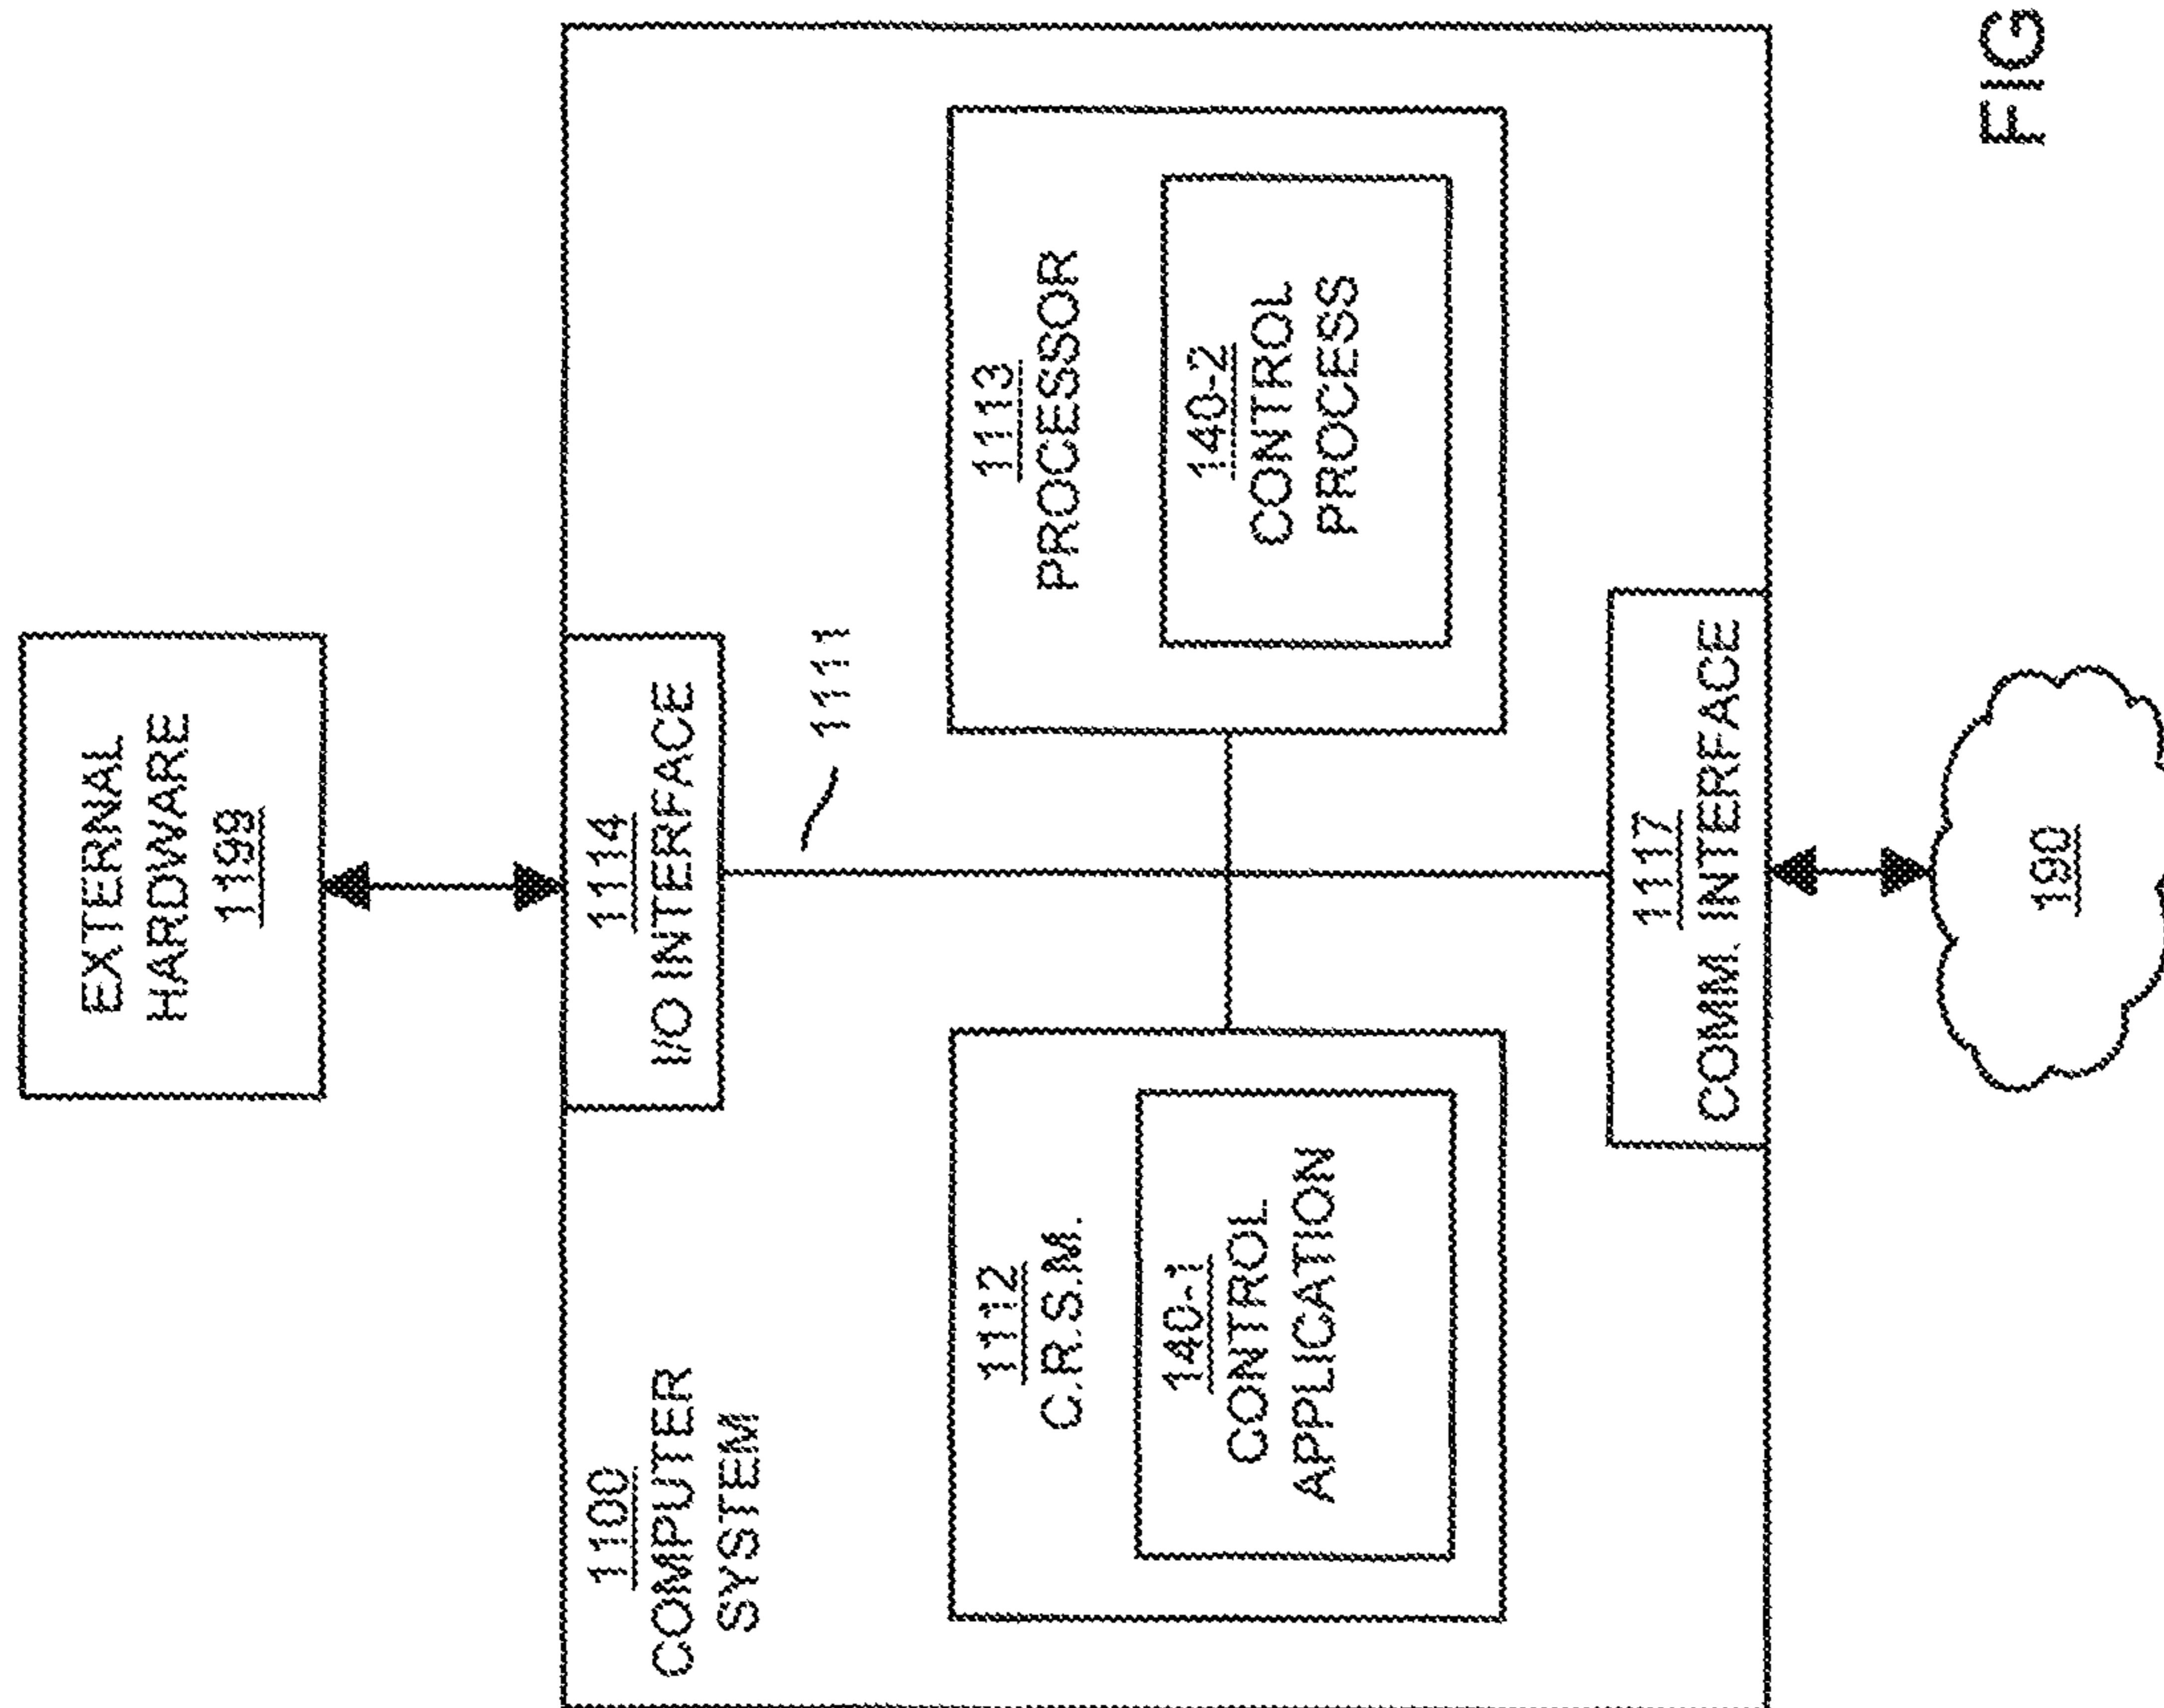 EXTERNAL
HARDWARE
1199
1100
COMPUTER
SYSTEM
1114
I/O INTERFACE
1111
1112
C.R.S.M.
140-1
CONTROL
APPLICATION
1113
PROCESSOR
140-2
CONTROL
PROCESS
1117
COMM. INTERFACE
190
FIG